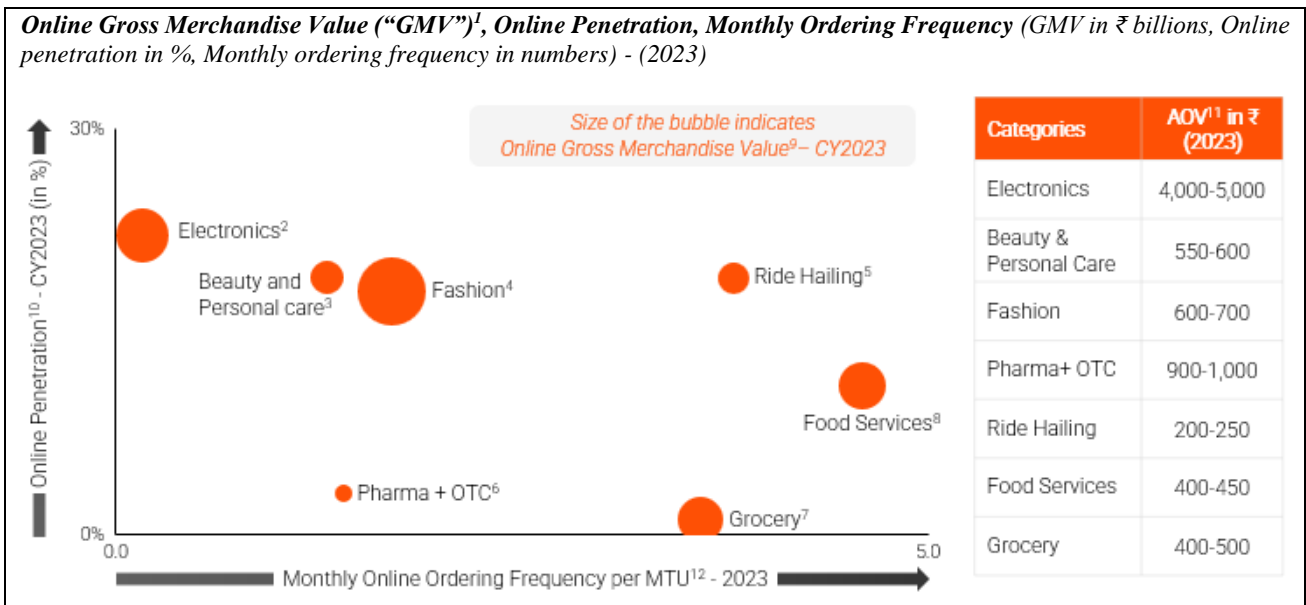 Online Gross Merchandise Value (“GMV”)¹, Online Penetration, Monthly Ordering Frequency (GMV in ₹ billions, Online
penetration in %, Monthly ordering frequency in numbers) - (2023)
Size of the bubble indicates
Online Gross Merchandise Value⁹– CY2023
Online Penetration¹⁰ - CY2023 (in %)
30%
0%
Electronics²
Beauty and
Personal care³
Fashion⁴
Ride Hailing⁵
Food Services⁸
Pharma + OTC⁶
Grocery⁷
0.0
5.0
Monthly Online Ordering Frequency per MTU¹² - 2023
Categories
AOV¹¹ in ₹
(2023)
Electronics
4,000-5,000
Beauty &
Personal Care
550-600
Fashion
600-700
Pharma+ OTC
900-1,000
Ride Hailing
200-250
Food Services
400-450
Grocery
400-500